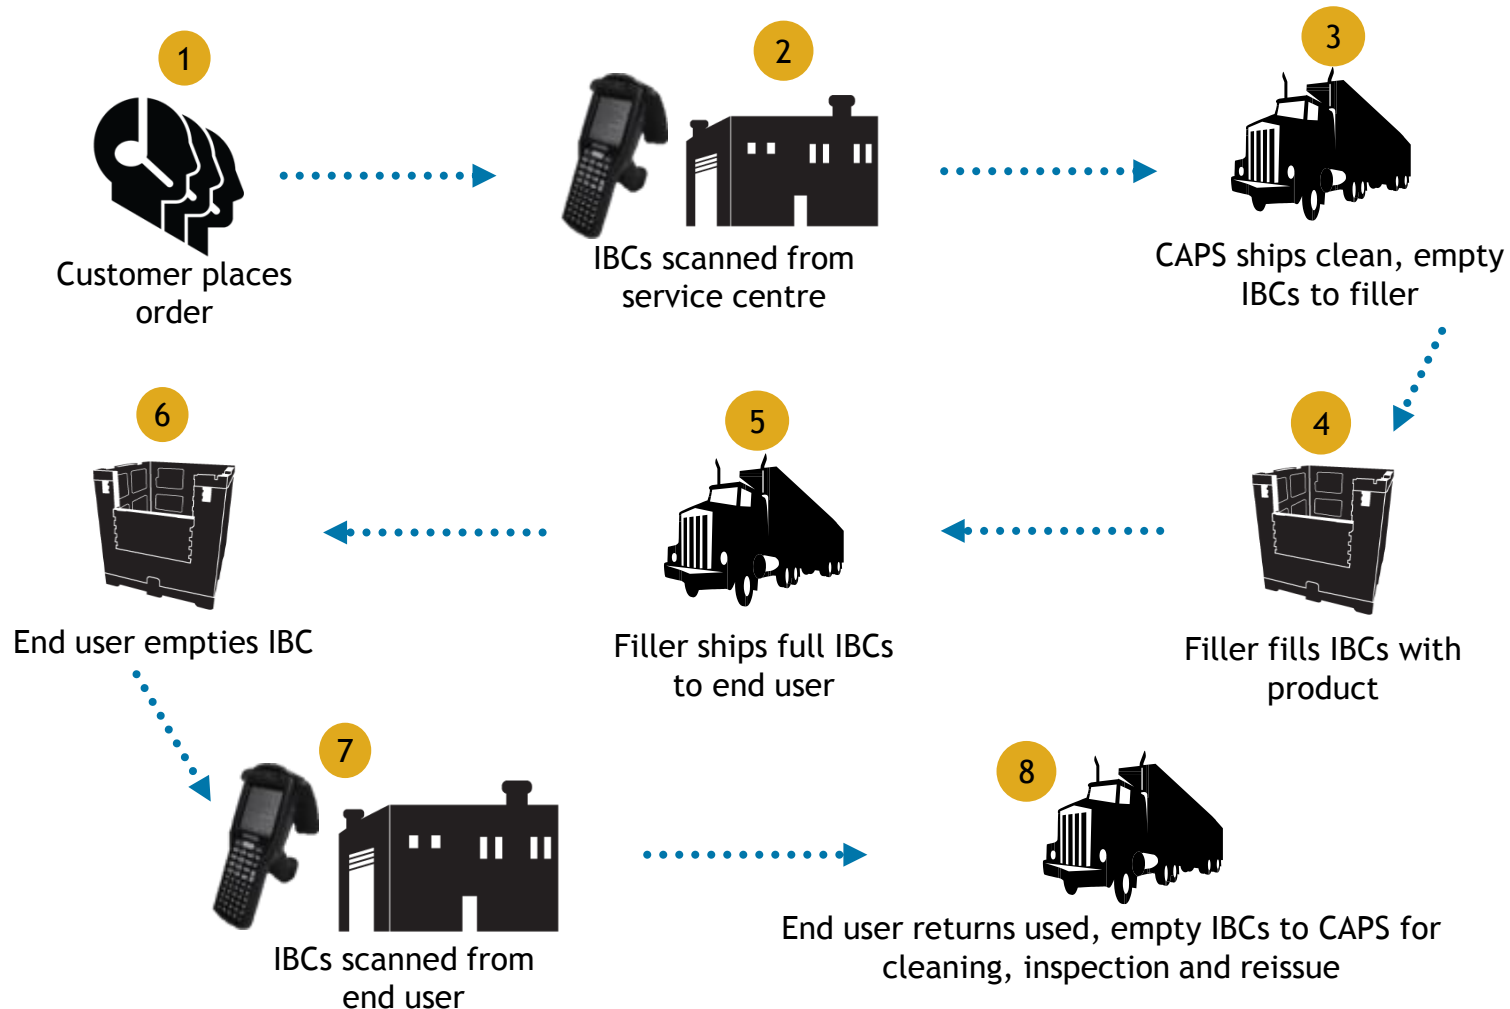 1
Customer places
order
2
IBCs scanned from
service centre
3
CAPS ships clean, empty
IBCs to filler
4
Filler fills IBCs with
product
5
Filler ships full IBCs
to end user
6
End user empties IBC
7
IBCs scanned from
end user
8
End user returns used, empty IBCs to CAPS for
cleaning, inspection and reissue